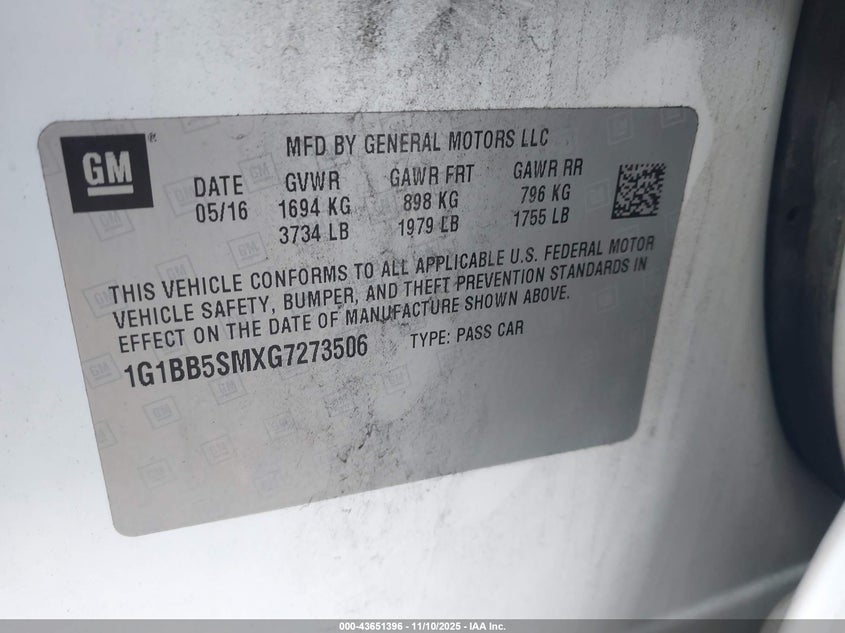 GM®
MFD BY GENERAL MOTORS LLC
DATE GVWR GAWR FRT GAWR RR
05/16 1694 KG 898 KG 796 KG
3734 LB 1979 LB 1755 LB
THIS VEHICLE CONFORMS TO ALL APPLICABLE U.S. FEDERAL MOTOR
VEHICLE SAFETY, BUMPER, AND THEFT PREVENTION STANDARDS IN
EFFECT ON THE DATE OF MANUFACTURE SHOWN ABOVE.
1G1BB5SMXG7273506 TYPE: PASS CAR
000-43651396 - 11/10/2025 - IAA Inc.